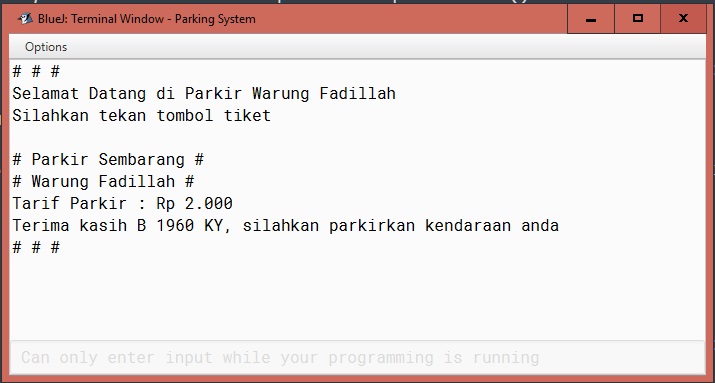 BlueJ: Terminal Window - Parking System
Options
# # #
Selamat Datang di Parkir Warung Fadillah
Silahkan tekan tombol tiket
# Parkir Sembarang #
# Warung Fadillah #
Tarif Parkir : Rp 2.000
Terima kasih B 1960 KY, silahkan parkirkan kendaraan anda
# # #
Can only enter input while your programming is running